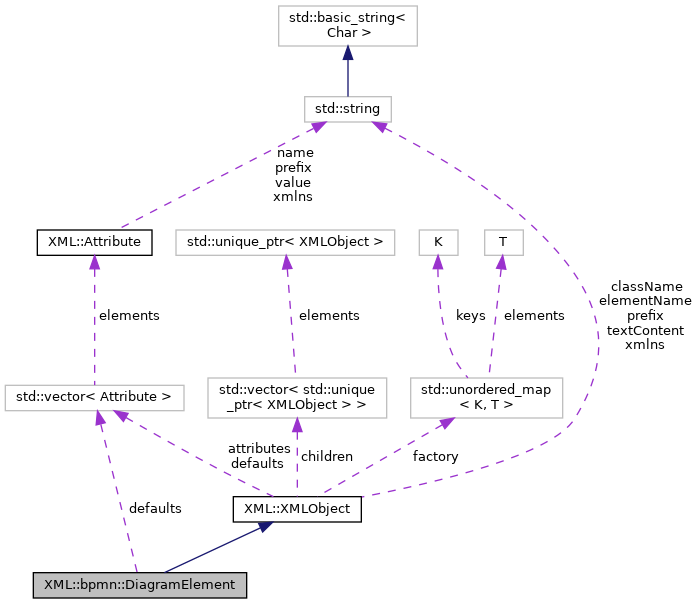 std::basic_string<
Char >
std::string
name
prefix
value
xmlns
XML::Attribute
std::unique_ptr< XMLObject >
K
T
className
elementName
prefix
textContent
xmlns
elements
elements
keys
elements
std::vector< Attribute >
std::vector< std::unique
_ptr< XMLObject > >
std::unordered_map
< K, T >
attributes
defaults
children
factory
defaults
XML::XMLObject
XML::bpmn::DiagramElement